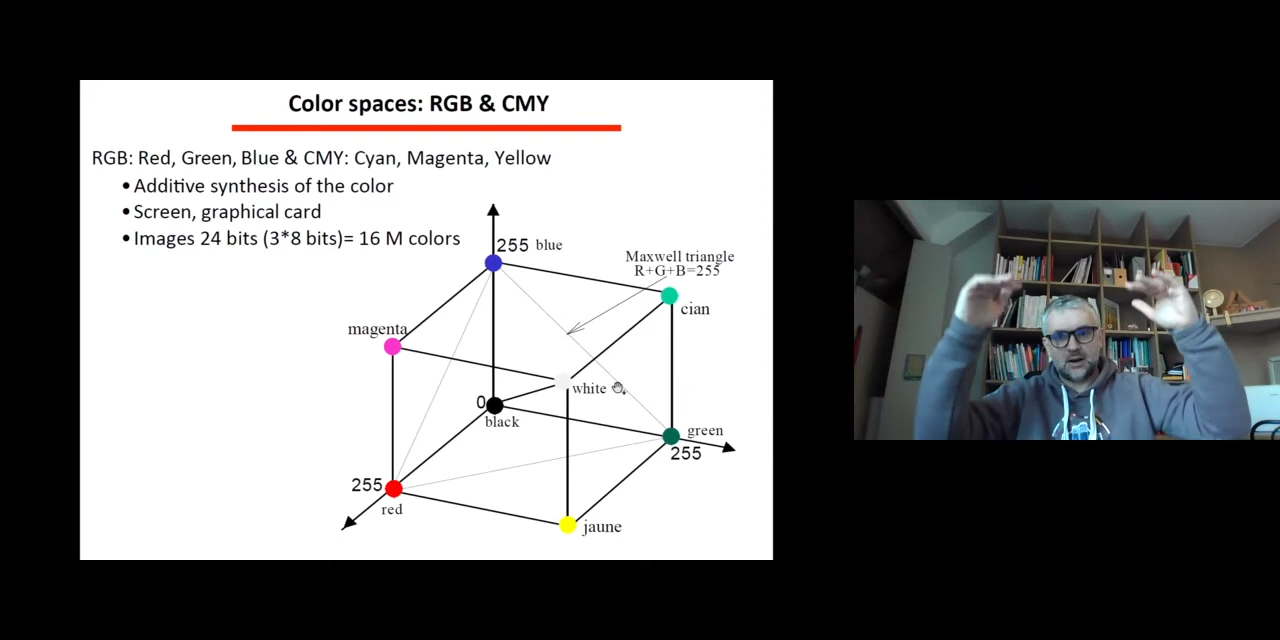 Color spaces: RGB & CMY
RGB: Red, Green, Blue & CMY: Cyan, Magenta, Yellow
• Additive synthesis of the color
• Screen, graphical card
• Images 24 bits (3*8 bits)= 16 M colors
255 blue
Maxwell triangle
R+G+B=255
cian
magenta
white
0
black
green
255
255
red
jaune